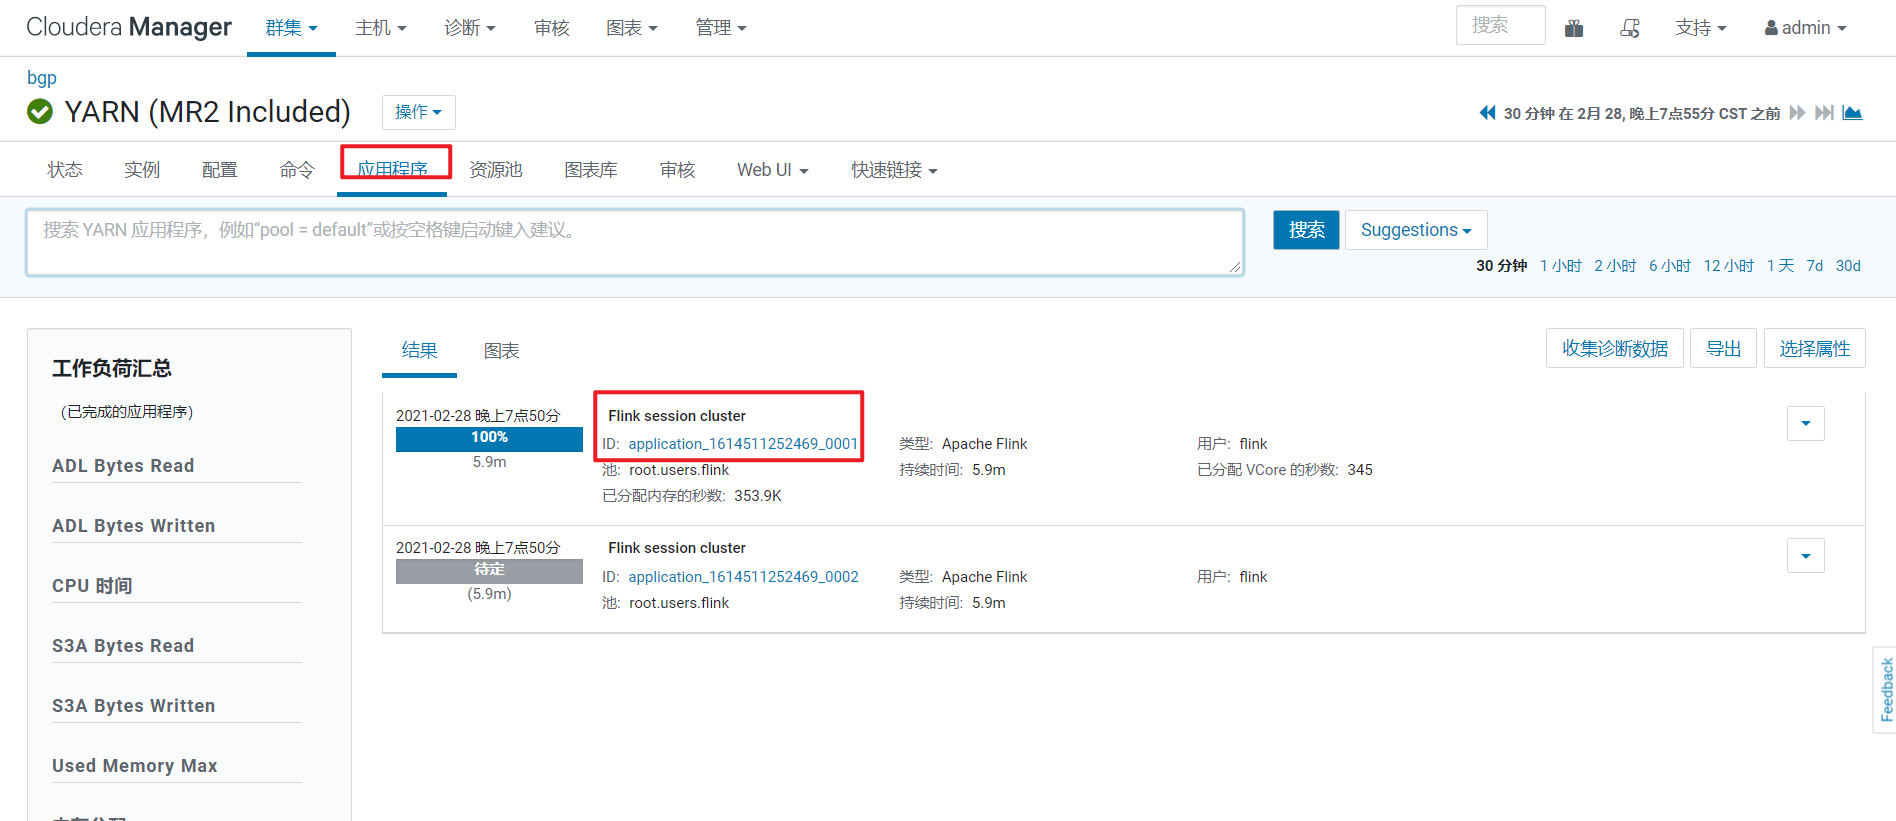 Cloudera Manager 群集 主机 诊断 审核 图表 管理 搜索 支持 admin
bgp
YARN (MR2 Included) 操作 30 分钟 在 2月 28, 晚上7点55分 CST 之前
状态 实例 配置 命令 应用程序 资源池 图表库 审核 Web UI 快速链接
搜索 YARN 应用程序，例如“pool = default”或按空格键启动键入建议。 搜索 Suggestions
30 分钟 1 小时 2 小时 6 小时 12 小时 1 天 7d 30d
结果 图表 收集诊断数据 导出 选择属性
工作负荷汇总
（已完成的应用程序）
ADL Bytes Read
ADL Bytes Written
CPU 时间
S3A Bytes Read
S3A Bytes Written
Used Memory Max
2021-02-28 晚上7点50分 Flink session cluster
100%
ID: application_1614511252469_0001 类型: Apache Flink 用户: flink
5.9m
池: root.users.flink 持续时间: 5.9m 已分配 VCore 的秒数: 345
已分配内存的秒数: 353.9K
2021-02-28 晚上7点50分 Flink session cluster
待定
ID: application_1614511252469_0002 类型: Apache Flink 用户: flink
(5.9m)
池: root.users.flink 持续时间: 5.9m
Feedback